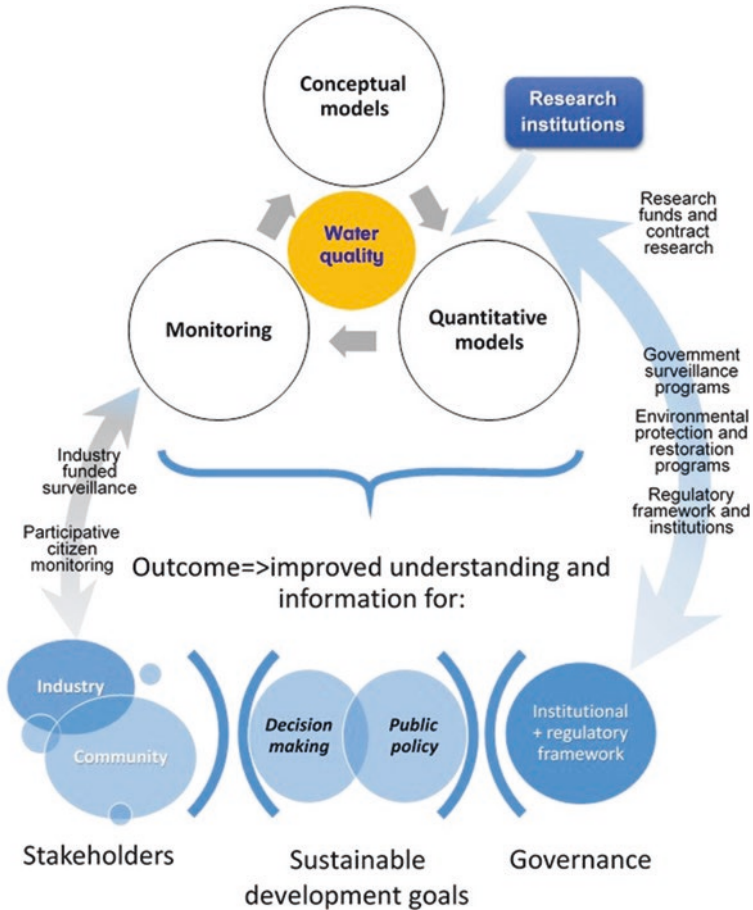 Conceptual
models
Research
institutions
Research
funds and
contract
research
Water
quality
Monitoring
Quantitative
models
Government
surveillance
programs
Environmental
protection and
restoration
programs
Regulatory
framework and
institutions
Industry
funded
surveillance
Participative
citizen
monitoring
Outcome=>improved understanding and
information for:
Industry
Community
Decision
making
Public
policy
Institutional
+ regulatory
framework
Stakeholders
Sustainable
development goals
Governance